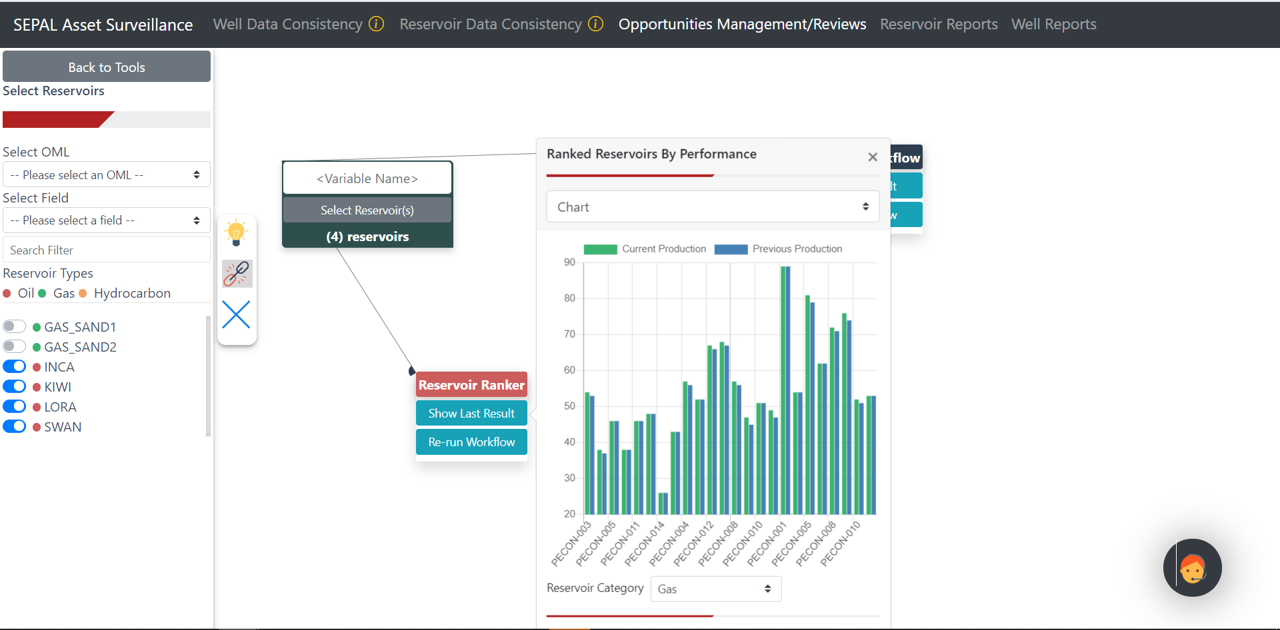 SEPAL Asset Surveillance Well Data Consistency Reservoir Data Consistency Opportunities Management/Reviews Reservoir Reports Well Reports
Back to Tools
Select Reservoirs
Select OML
-- Please select an OML --
Select Field
-- Please select a field --
Search Filter
Reservoir Types
Oil Gas Hydrocarbon
GAS_SAND1
GAS_SAND2
INCA
KIWI
LORA
SWAN
<Variable Name>
Select Reservoir(s)
(4) reservoirs
Reservoir Ranker
Show Last Result
Re-run Workflow
Ranked Reservoirs By Performance
×
Chart
Current Production Previous Production
90
80
70
60
50
40
30
20
PECON-003
PECON-005
PECON-011
PECON-014
PECON-004
PECON-012
PECON-008
PECON-010
PECON-001
PECON-005
PECON-008
PECON-010
Reservoir Category Gas
flow
lt
w